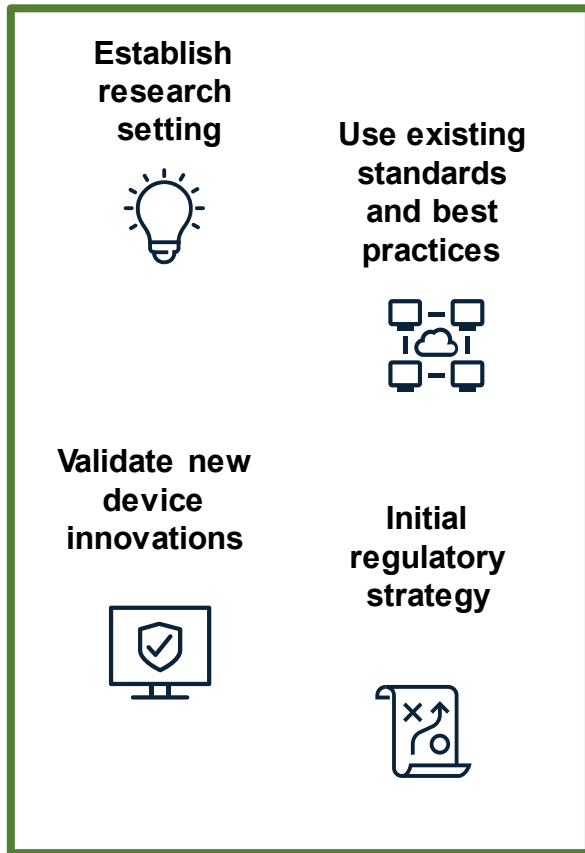 Establish
research
setting
Use existing
standards
and best
practices
Validate new
device
innovations
Initial
regulatory
strategy